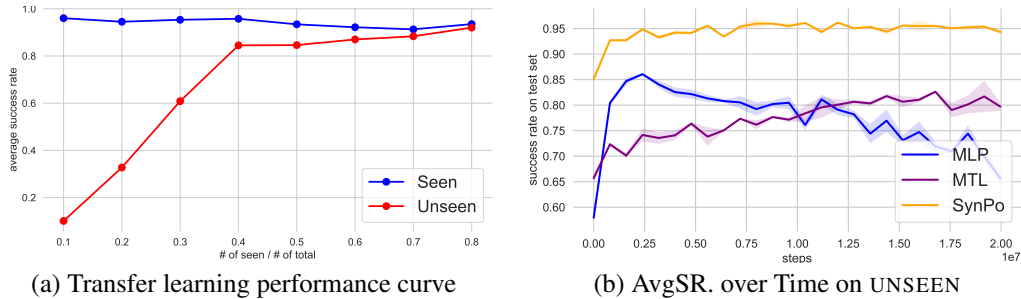 1.0
0.8
0.6
0.4
0.2
average success rate
0.1 0.2 0.3 0.4 0.5 0.6 0.7 0.8
# of seen / # of total
Seen
Unseen
(a) Transfer learning performance curve
0.95
0.90
0.85
0.80
0.75
0.70
0.65
0.60
success rate on test set
0.00 0.25 0.50 0.75 1.00 1.25 1.50 1.75 2.00
steps
1e7
MLP
MTL
SynPo
(b) AvgSR. over Time on UNSEEN